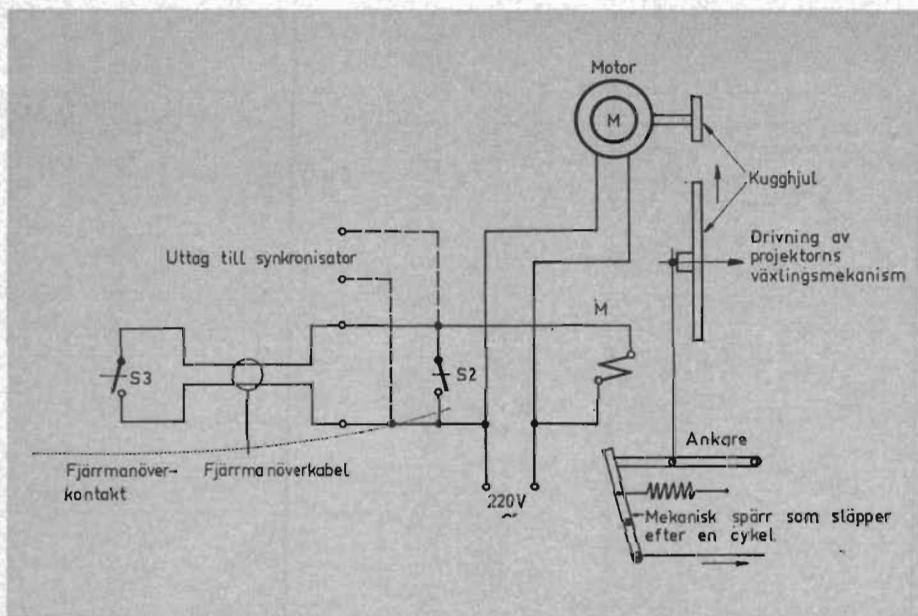 Motor
M
Kugghjul
Uttag till synkronisator
Drivning av
projektorns
växlingsmekanism
M
S3
S2
Ankare
Fjärrmanöver-
kontakt
Fjärrmanöverkabel
220V
Mekanisk spärr som släpper
efter en cykel.